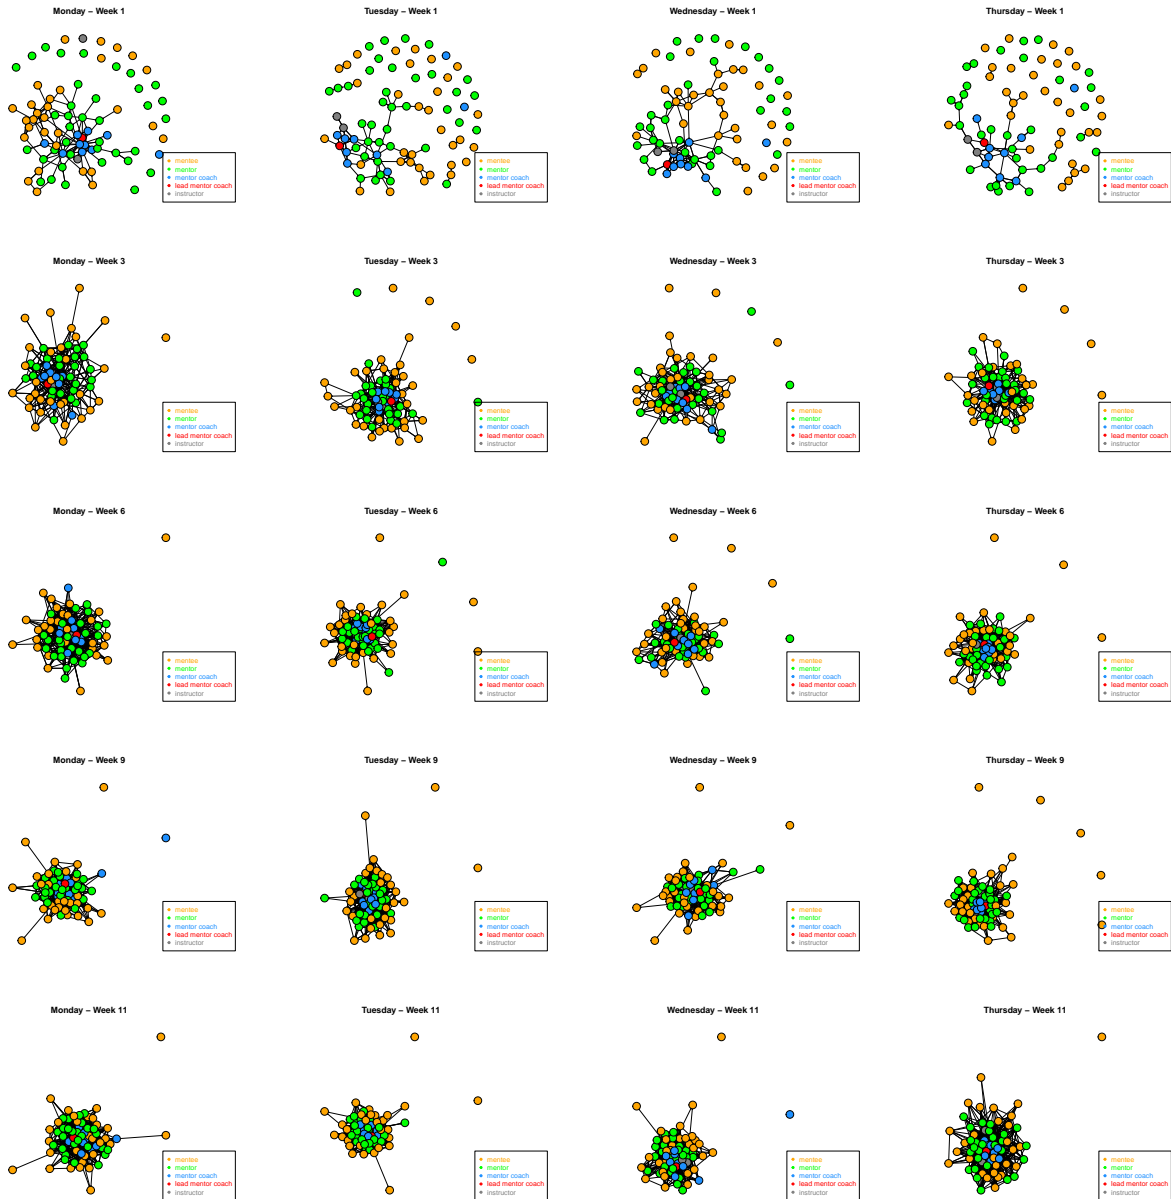 Monday – Week 1
Tuesday – Week 1
Wednesday – Week 1
Thursday – Week 1
mentee
mentor
mentor coach
lead mentor coach
instructor
mentee
mentor
mentor coach
lead mentor coach
instructor
mentee
mentor
mentor coach
lead mentor coach
instructor
mentee
mentor
mentor coach
lead mentor coach
instructor
Monday – Week 3
Tuesday – Week 3
Wednesday – Week 3
Thursday – Week 3
mentee
mentor
mentor coach
lead mentor coach
instructor
mentee
mentor
mentor coach
lead mentor coach
instructor
mentee
mentor
mentor coach
lead mentor coach
instructor
mentee
mentor
mentor coach
lead mentor coach
instructor
Monday – Week 6
Tuesday – Week 6
Wednesday – Week 6
Thursday – Week 6
mentee
mentor
mentor coach
lead mentor coach
instructor
mentee
mentor
mentor coach
lead mentor coach
instructor
mentee
mentor
mentor coach
lead mentor coach
instructor
mentee
mentor
mentor coach
lead mentor coach
instructor
Monday – Week 9
Tuesday – Week 9
Wednesday – Week 9
Thursday – Week 9
mentee
mentor
mentor coach
lead mentor coach
instructor
mentee
mentor
mentor coach
lead mentor coach
instructor
mentee
mentor
mentor coach
lead mentor coach
instructor
mentee
mentor
mentor coach
lead mentor coach
instructor
Monday – Week 11
Tuesday – Week 11
Wednesday – Week 11
Thursday – Week 11
mentee
mentor
mentor coach
lead mentor coach
instructor
mentee
mentor
mentor coach
lead mentor coach
instructor
mentee
mentor
mentor coach
lead mentor coach
instructor
mentee
mentor
mentor coach
lead mentor coach
instructor